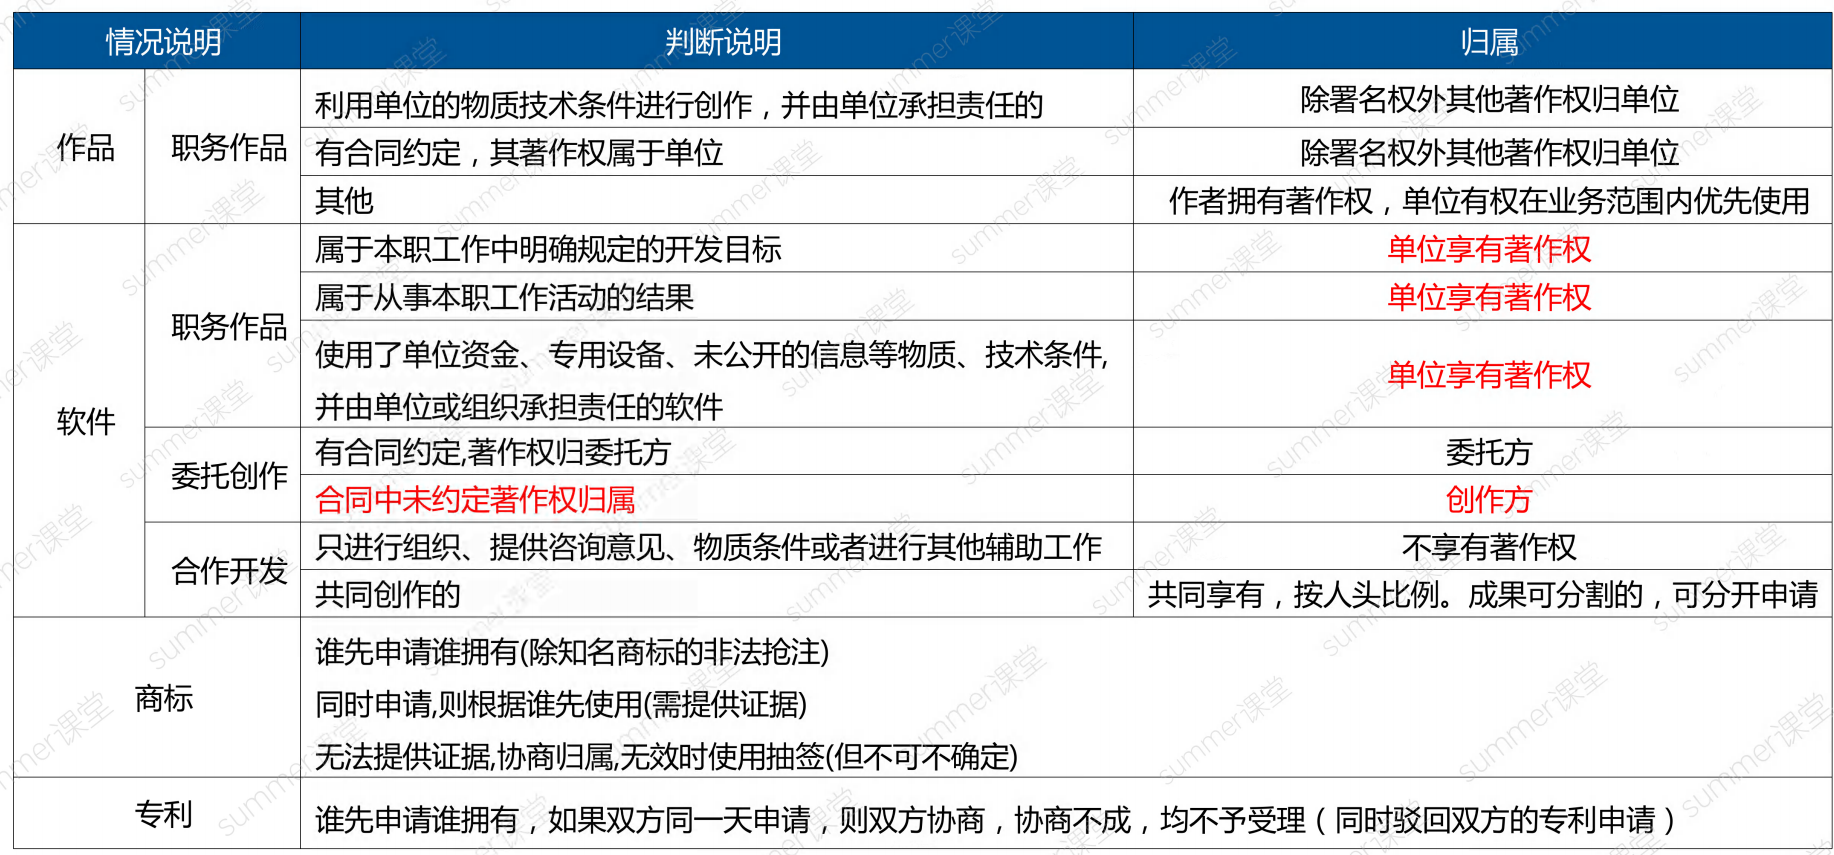 情况说明 判断说明 归属
作品 职务作品 利用单位的物质技术条件进行创作，并由单位承担责任的 除署名权外其他著作权归单位
有合同约定，其著作权属于单位 除署名权外其他著作权归单位
其他 作者拥有著作权，单位有权在业务范围内优先使用
软件 职务作品 属于本职工作中明确规定的开发目标 单位享有著作权
属于从事本职工作活动的结果 单位享有著作权
使用了单位资金、专用设备、未公开的信息等物质、技术条件,
并由单位或组织承担责任的软件 单位享有著作权
委托创作 有合同约定,著作权归委托方 委托方
合同中未约定著作权归属 创作方
合作开发 只进行组织、提供咨询意见、物质条件或者进行其他辅助工作 不享有著作权
共同创作的 共同享有，按人头比例。成果可分割的，可分开申请
商标 谁先申请谁拥有(除知名商标的非法抢注)
同时申请,则根据谁先使用(需提供证据)
无法提供证据,协商归属,无效时使用抽签(但不可不确定)
专利 谁先申请谁拥有，如果双方同一天申请，则双方协商，协商不成，均不予受理（同时驳回双方的专利申请）
summer课堂